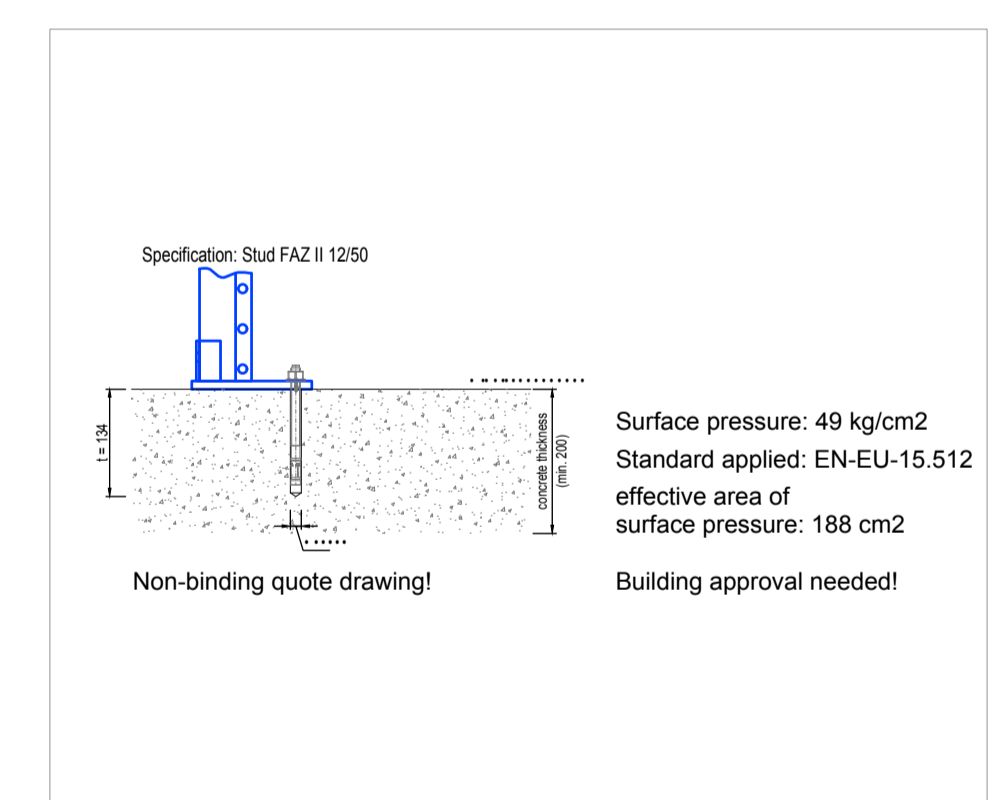 Specification: Stud FAZ II 12/50
t = 134
concrete thickness
(min. 200)
Surface pressure: 49 kg/cm2
Standard applied: EN-EU-15.512
effective area of
surface pressure: 188 cm2
Non-binding quote drawing!
Building approval needed!